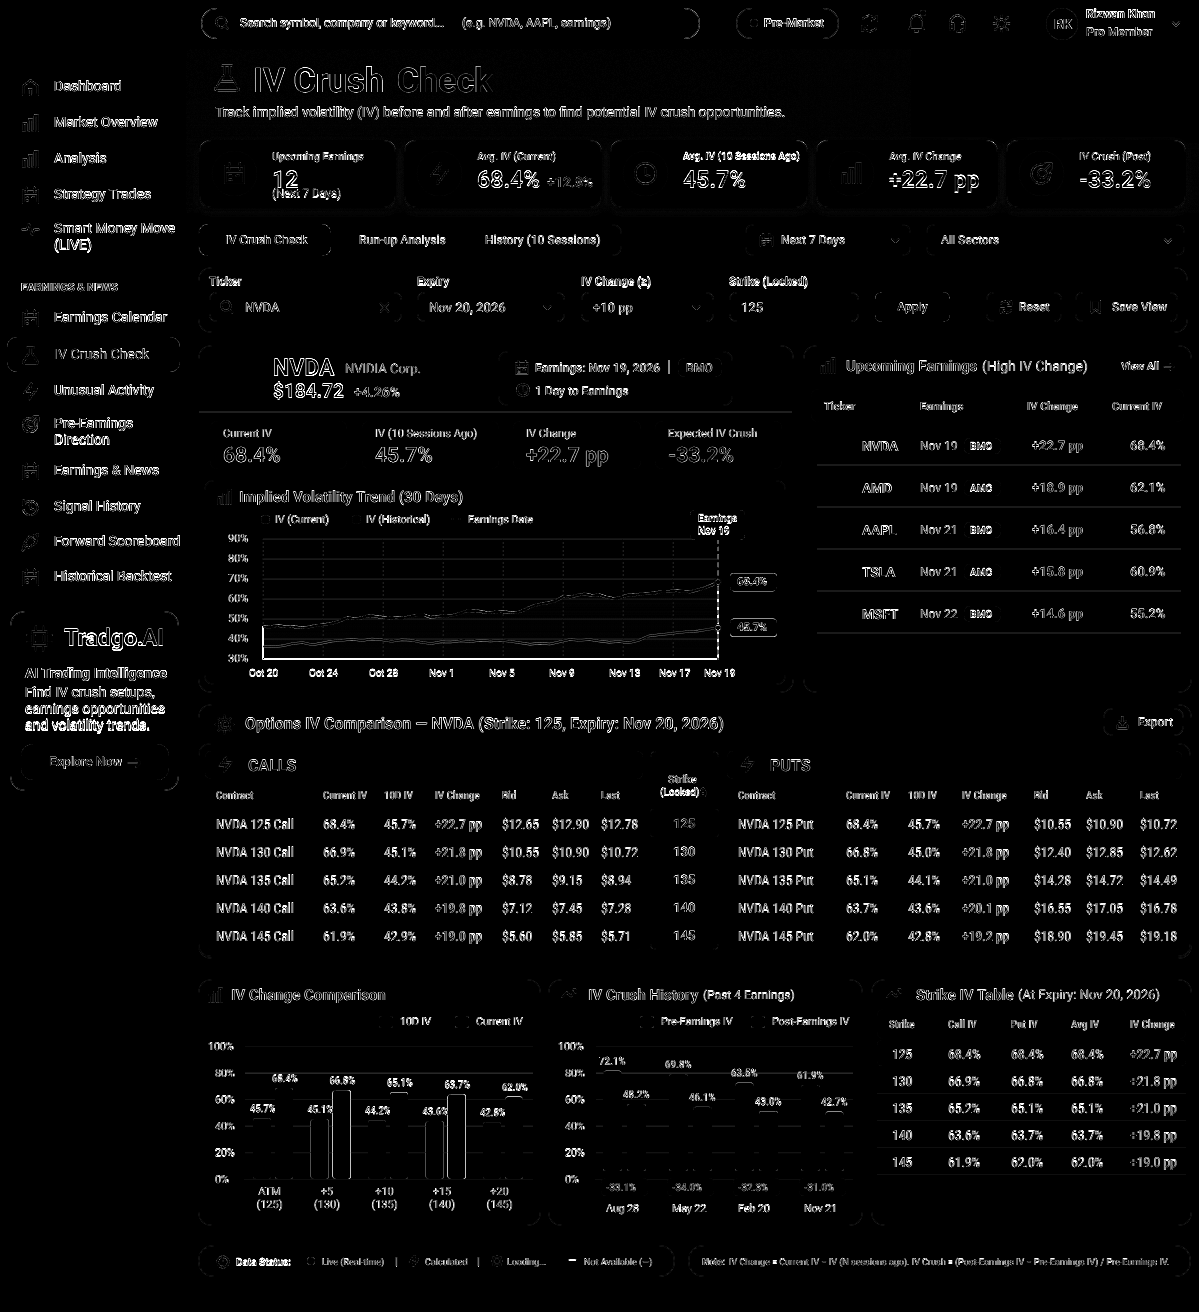 Search symbol, company or keyword... (e.g. NVDA, AAPL, earnings)
Pre-Market
RK
Rizwan Khan
Pro Member
Dashboard
Market Overview
Analysis
Strategy Trades
Smart Money Move
(LIVE)
EARNINGS & NEWS
Earnings Calendar
IV Crush Check
Unusual Activity
Pre-Earnings
Direction
Earnings & News
Signal History
Forward Scoreboard
Historical Backtest
Tradgo.AI
AI Trading Intelligence
Find IV crush setups,
earnings opportunities
and volatility trends.
Explore Now →
IV Crush Check
Track implied volatility (IV) before and after earnings to find potential IV crush opportunities.
Upcoming Earnings
12
(Next 7 Days)
Avg. IV (Current)
68.4% +12.3%
Avg. IV (10 Sessions Ago)
45.7%
Avg. IV Change
+22.7 pp
IV Crush (Post)
-33.2%
IV Crush Check Run-up Analysis History (10 Sessions) Next 7 Days All Sectors
Ticker Expiry IV Change (≥) Strike (Locked)
NVDA Nov 20, 2026 +10 pp 125 Apply Reset Save View
NVDA NVIDIA Corp.
$184.72 +4.26%
Earnings: Nov 19, 2026 | BMO
1 Day to Earnings
Current IV IV (10 Sessions Ago) IV Change Expected IV Crush
68.4% 45.7% +22.7 pp -33.2%
Implied Volatility Trend (30 Days)
IV (Current) IV (Historical) Earnings Date
Earnings
Nov 16
90%
80%
70%
60%
50%
40%
30%
68.4%
45.7%
Oct 20 Oct 24 Oct 28 Nov 1 Nov 5 Nov 9 Nov 13 Nov 17 Nov 19
Upcoming Earnings (High IV Change) View All →
Ticker Earnings IV Change Current IV
NVDA Nov 19 BMO +22.7 pp 68.4%
AMD Nov 19 AMC +18.9 pp 62.1%
AAPL Nov 21 BMO +16.4 pp 56.8%
TSLA Nov 21 AMC +15.8 pp 60.9%
MSFT Nov 22 BMO +14.6 pp 55.2%
Options IV Comparison — NVDA (Strike: 125, Expiry: Nov 20, 2026) Export
CALLS
Contract Current IV 10D IV IV Change Bid Ask Last
NVDA 125 Call 68.4% 45.7% +22.7 pp $12.65 $12.90 $12.78
NVDA 130 Call 66.9% 45.1% +21.8 pp $10.55 $10.90 $10.72
NVDA 135 Call 65.2% 44.2% +21.0 pp $8.78 $9.15 $8.94
NVDA 140 Call 63.6% 43.8% +19.8 pp $7.12 $7.45 $7.28
NVDA 145 Call 61.9% 42.9% +19.0 pp $5.60 $5.85 $5.71
Strike
(Locked)
125
130
135
140
145
PUTS
Contract Current IV 10D IV IV Change Bid Ask Last
NVDA 125 Put 68.4% 45.7% +22.7 pp $10.55 $10.90 $10.72
NVDA 130 Put 66.8% 45.0% +21.8 pp $12.40 $12.85 $12.62
NVDA 135 Put 65.1% 44.1% +21.0 pp $14.28 $14.72 $14.49
NVDA 140 Put 63.7% 43.6% +20.1 pp $16.55 $17.05 $16.78
NVDA 145 Put 62.0% 42.8% +19.2 pp $18.90 $19.45 $19.18
IV Change Comparison
10D IV Current IV
100%
80%
60%
40%
20%
0%
68.4% 66.8% 65.1% 63.7% 62.0%
45.7% 45.1% 44.2% 43.6% 42.8%
ATM +5 +10 +15 +20
(125) (130) (135) (140) (145)
IV Crush History (Past 4 Earnings)
Pre-Earnings IV Post-Earnings IV
100%
80%
60%
40%
20%
0%
72.1% 69.8% 63.5% 61.9%
48.2% 46.1% 43.0% 42.7%
-33.1% -34.0% -32.3% -31.0%
Aug 28 May 22 Feb 20 Nov 21
Strike IV Table (At Expiry: Nov 20, 2026)
Strike Call IV Put IV Avg IV IV Change
125 68.4% 68.4% 68.4% +22.7 pp
130 66.9% 66.8% 66.8% +21.8 pp
135 65.2% 65.1% 65.1% +21.0 pp
140 63.6% 63.7% 63.7% +19.8 pp
145 61.9% 62.0% 62.0% +19.0 pp
Data Status: Live (Real-time) | Calculated | Loading... Not Available (—)
Note: IV Change = Current IV − IV (N sessions ago). IV Crush = (Post-Earnings IV − Pre-Earnings IV) / Pre-Earnings IV.